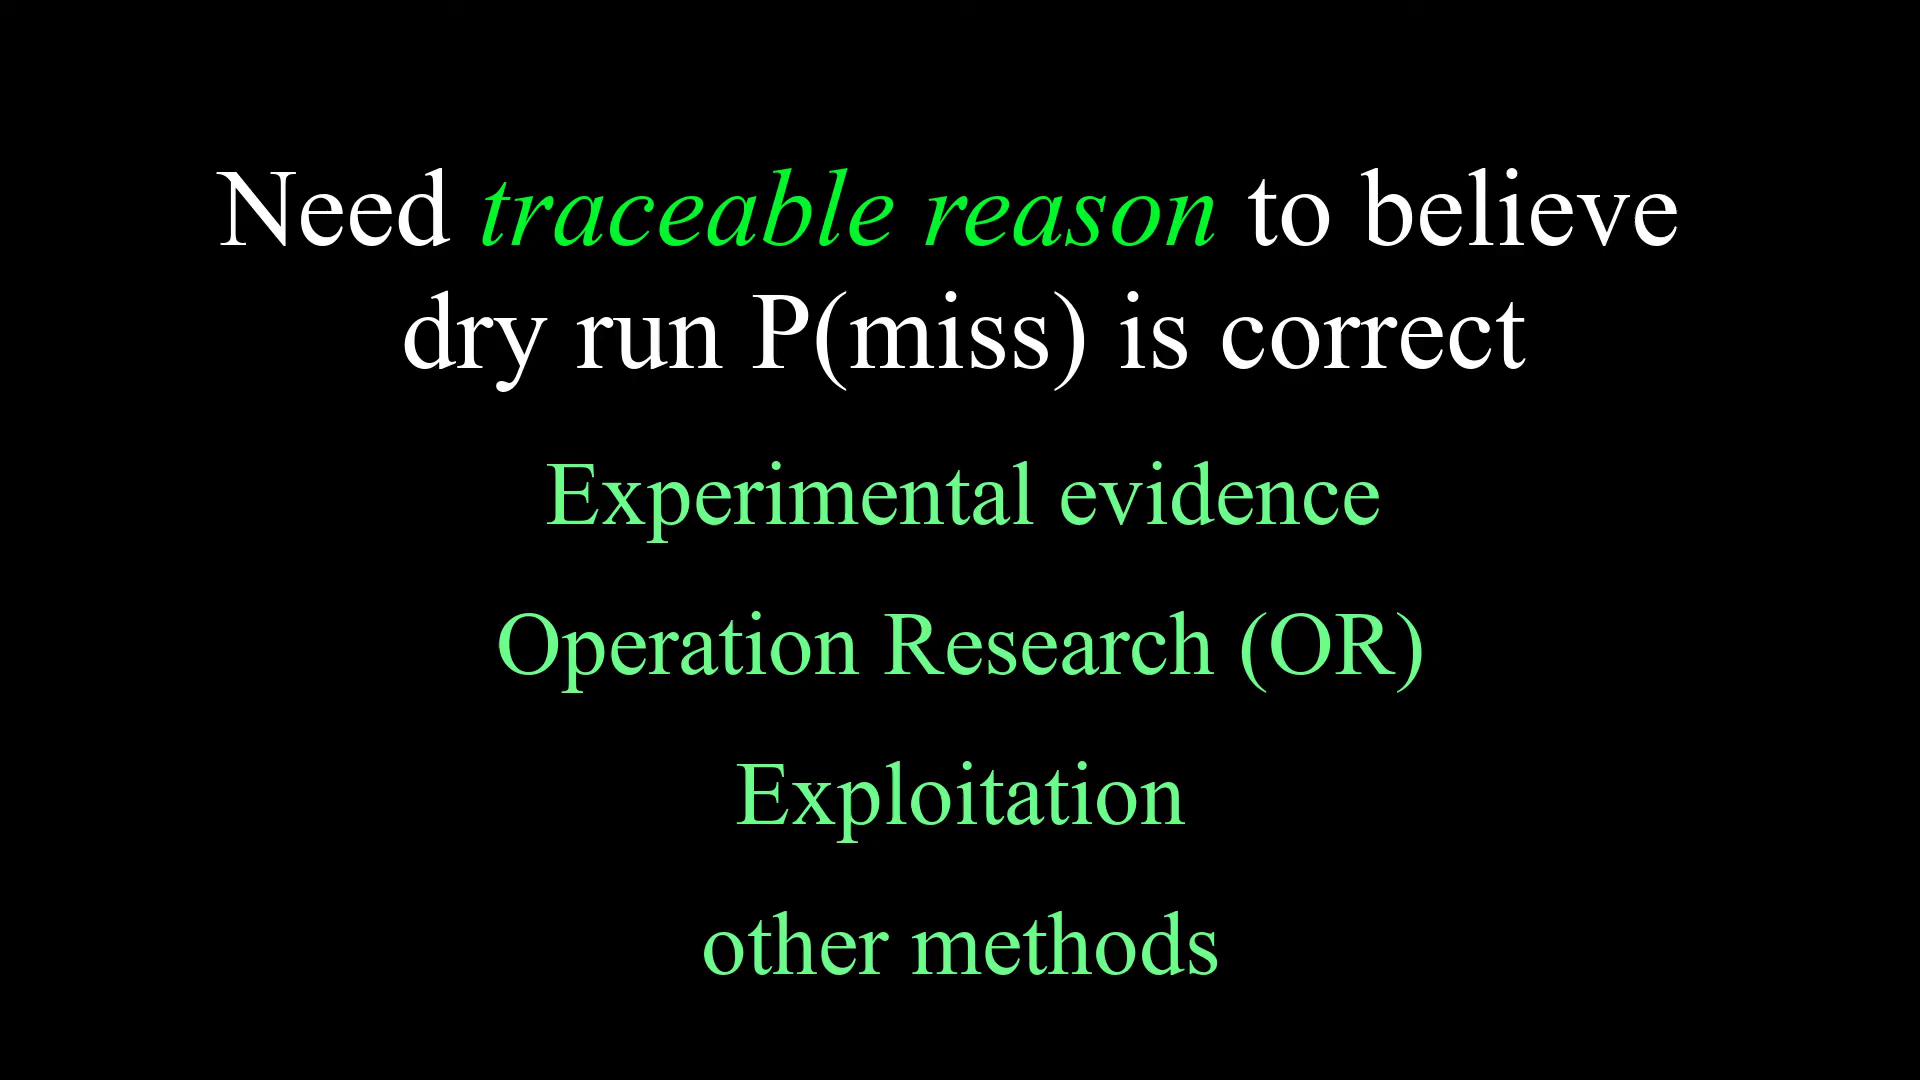 Need traceable reason to believe
dry run P(miss) is correct
Experimental evidence
Operation Research (OR)
Exploitation
other methods